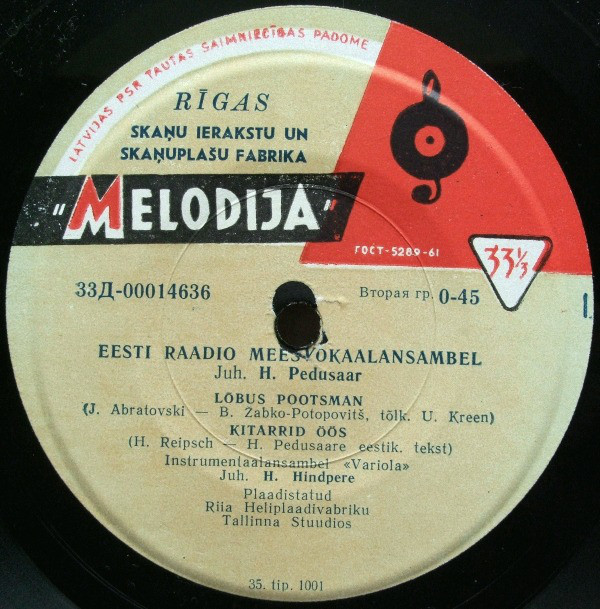 LATVIJAS PSR TAUTAS SAIMNIECĪBAS PADOME
RĪGAS
SKAŅU IERAKSTU UN
SKAŅUPLAŠU FABRIKA
"MELODIJA"
ГОСТ-5289-61
33⅓
33Д-00014636
Вторая гр. 0-45
1.
EESTI RAADIO MEESVOKAALANSAMBEL
Juh. H. Pedusaar
LÕBUS POOTSMAN
(J. Abratovski — B. Zabko-Potopovitš, tõlk. U. Kreen)
KITARRID ÖÖS
(H. Reipsch — H. Pedusaare eestik. tekst)
Instrumentaalansambel «Variola»
Juh. H. Hindpere
Plaadistatud
Riia Heliplaadivabriku
Tallinna Stuudios
35. tip. 1001